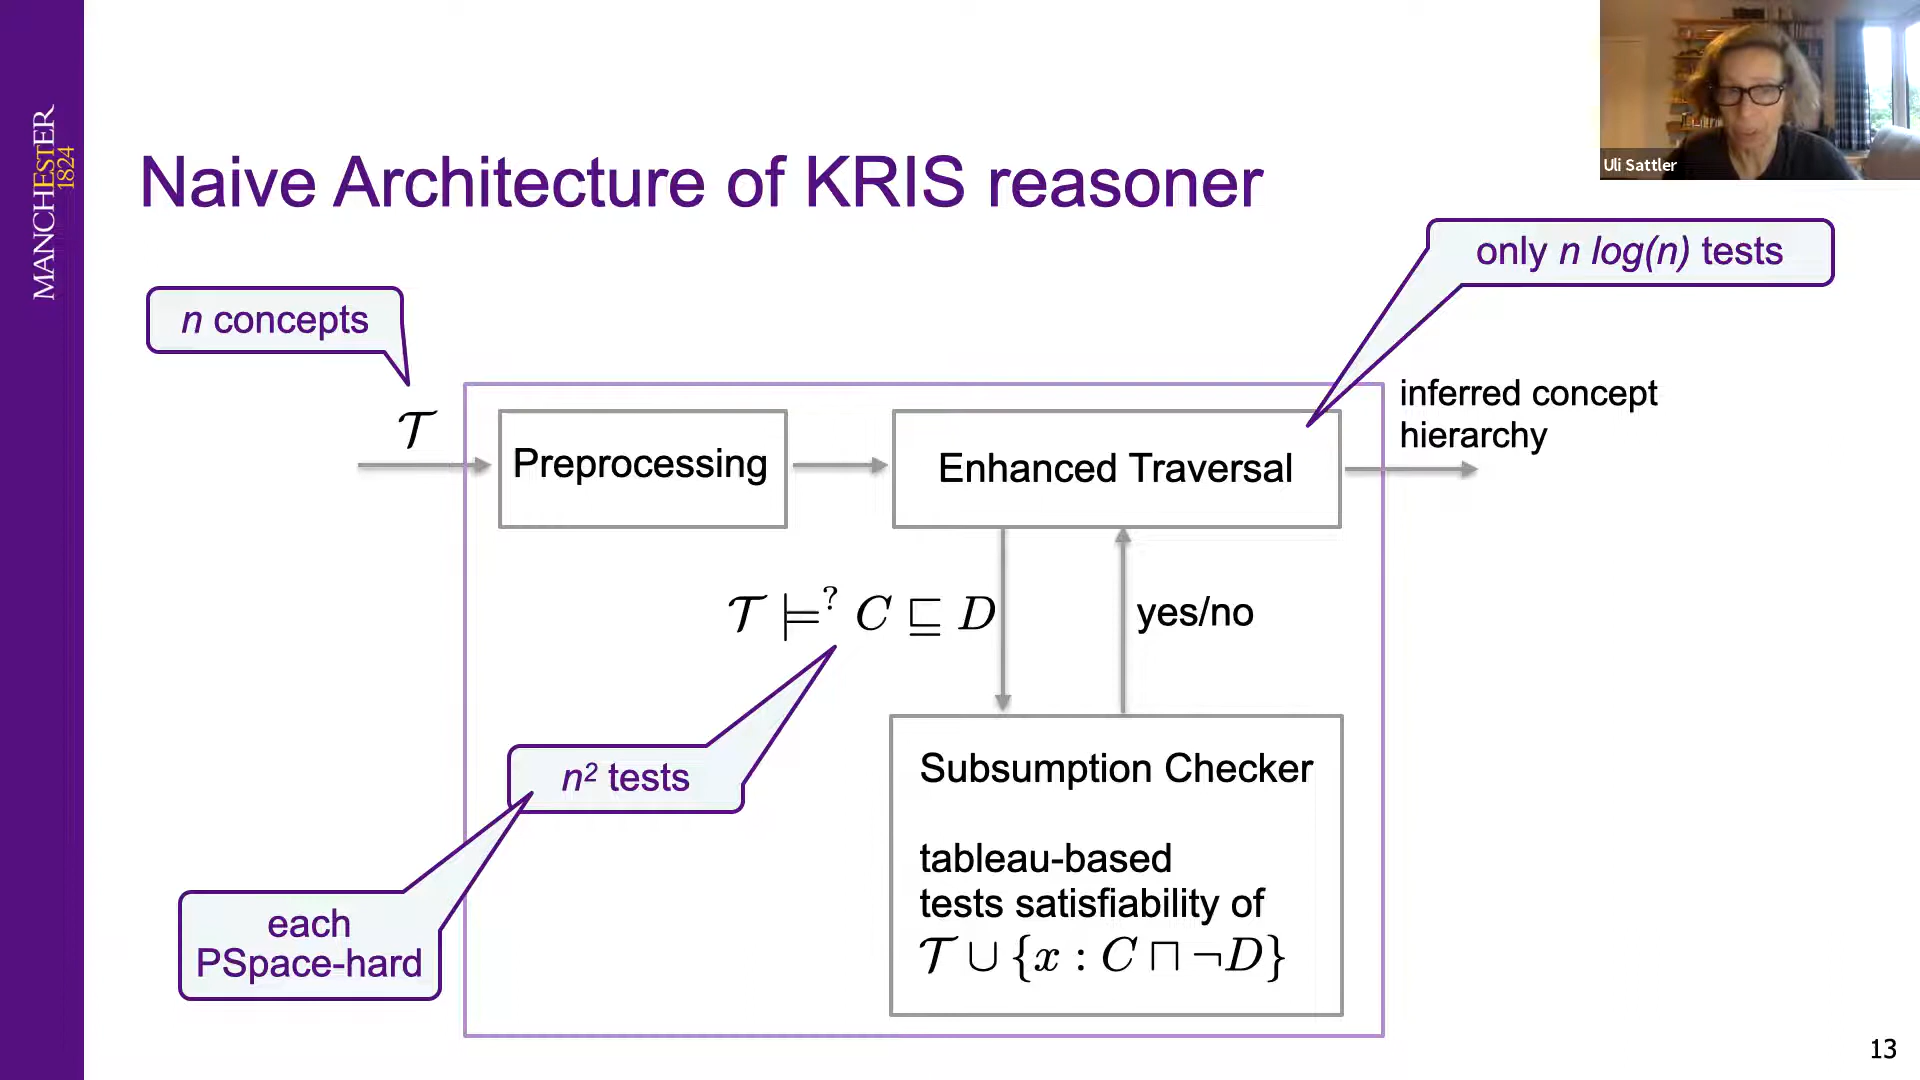 MANCHESTER
1824
Uli Sattler
Naive Architecture of KRIS reasoner
only n log(n) tests
n concepts
𝒯
Preprocessing
Enhanced Traversal
inferred concept
hierarchy
𝒯 ⊨? C ⊑ D
yes/no
n² tests
Subsumption Checker
tableau-based
tests satisfiability of
𝒯 ∪ {x : C ⊓ ¬D}
each
PSpace-hard
13